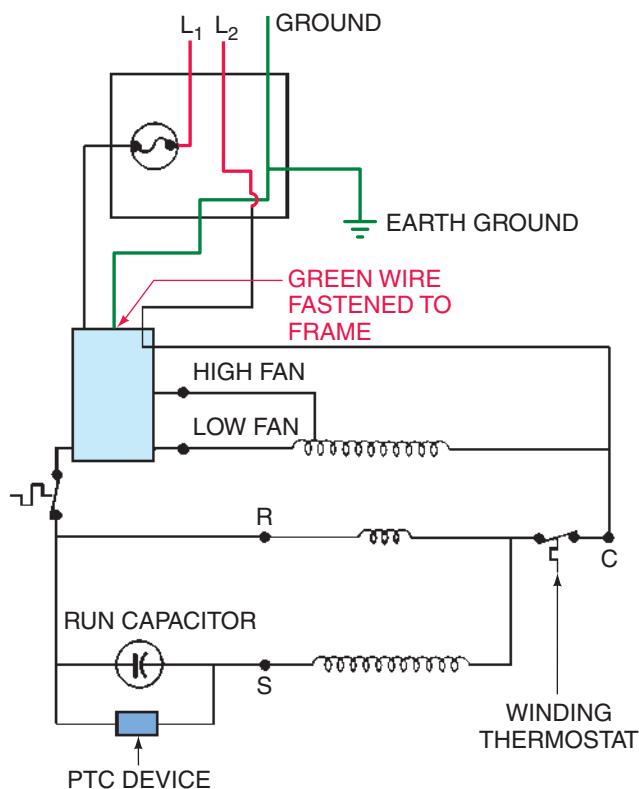 L1
L2
GROUND
EARTH GROUND
GREEN WIRE
FASTENED TO
FRAME
HIGH FAN
LOW FAN
R
C
RUN CAPACITOR
S
WINDING
THERMOSTAT
PTC DEVICE